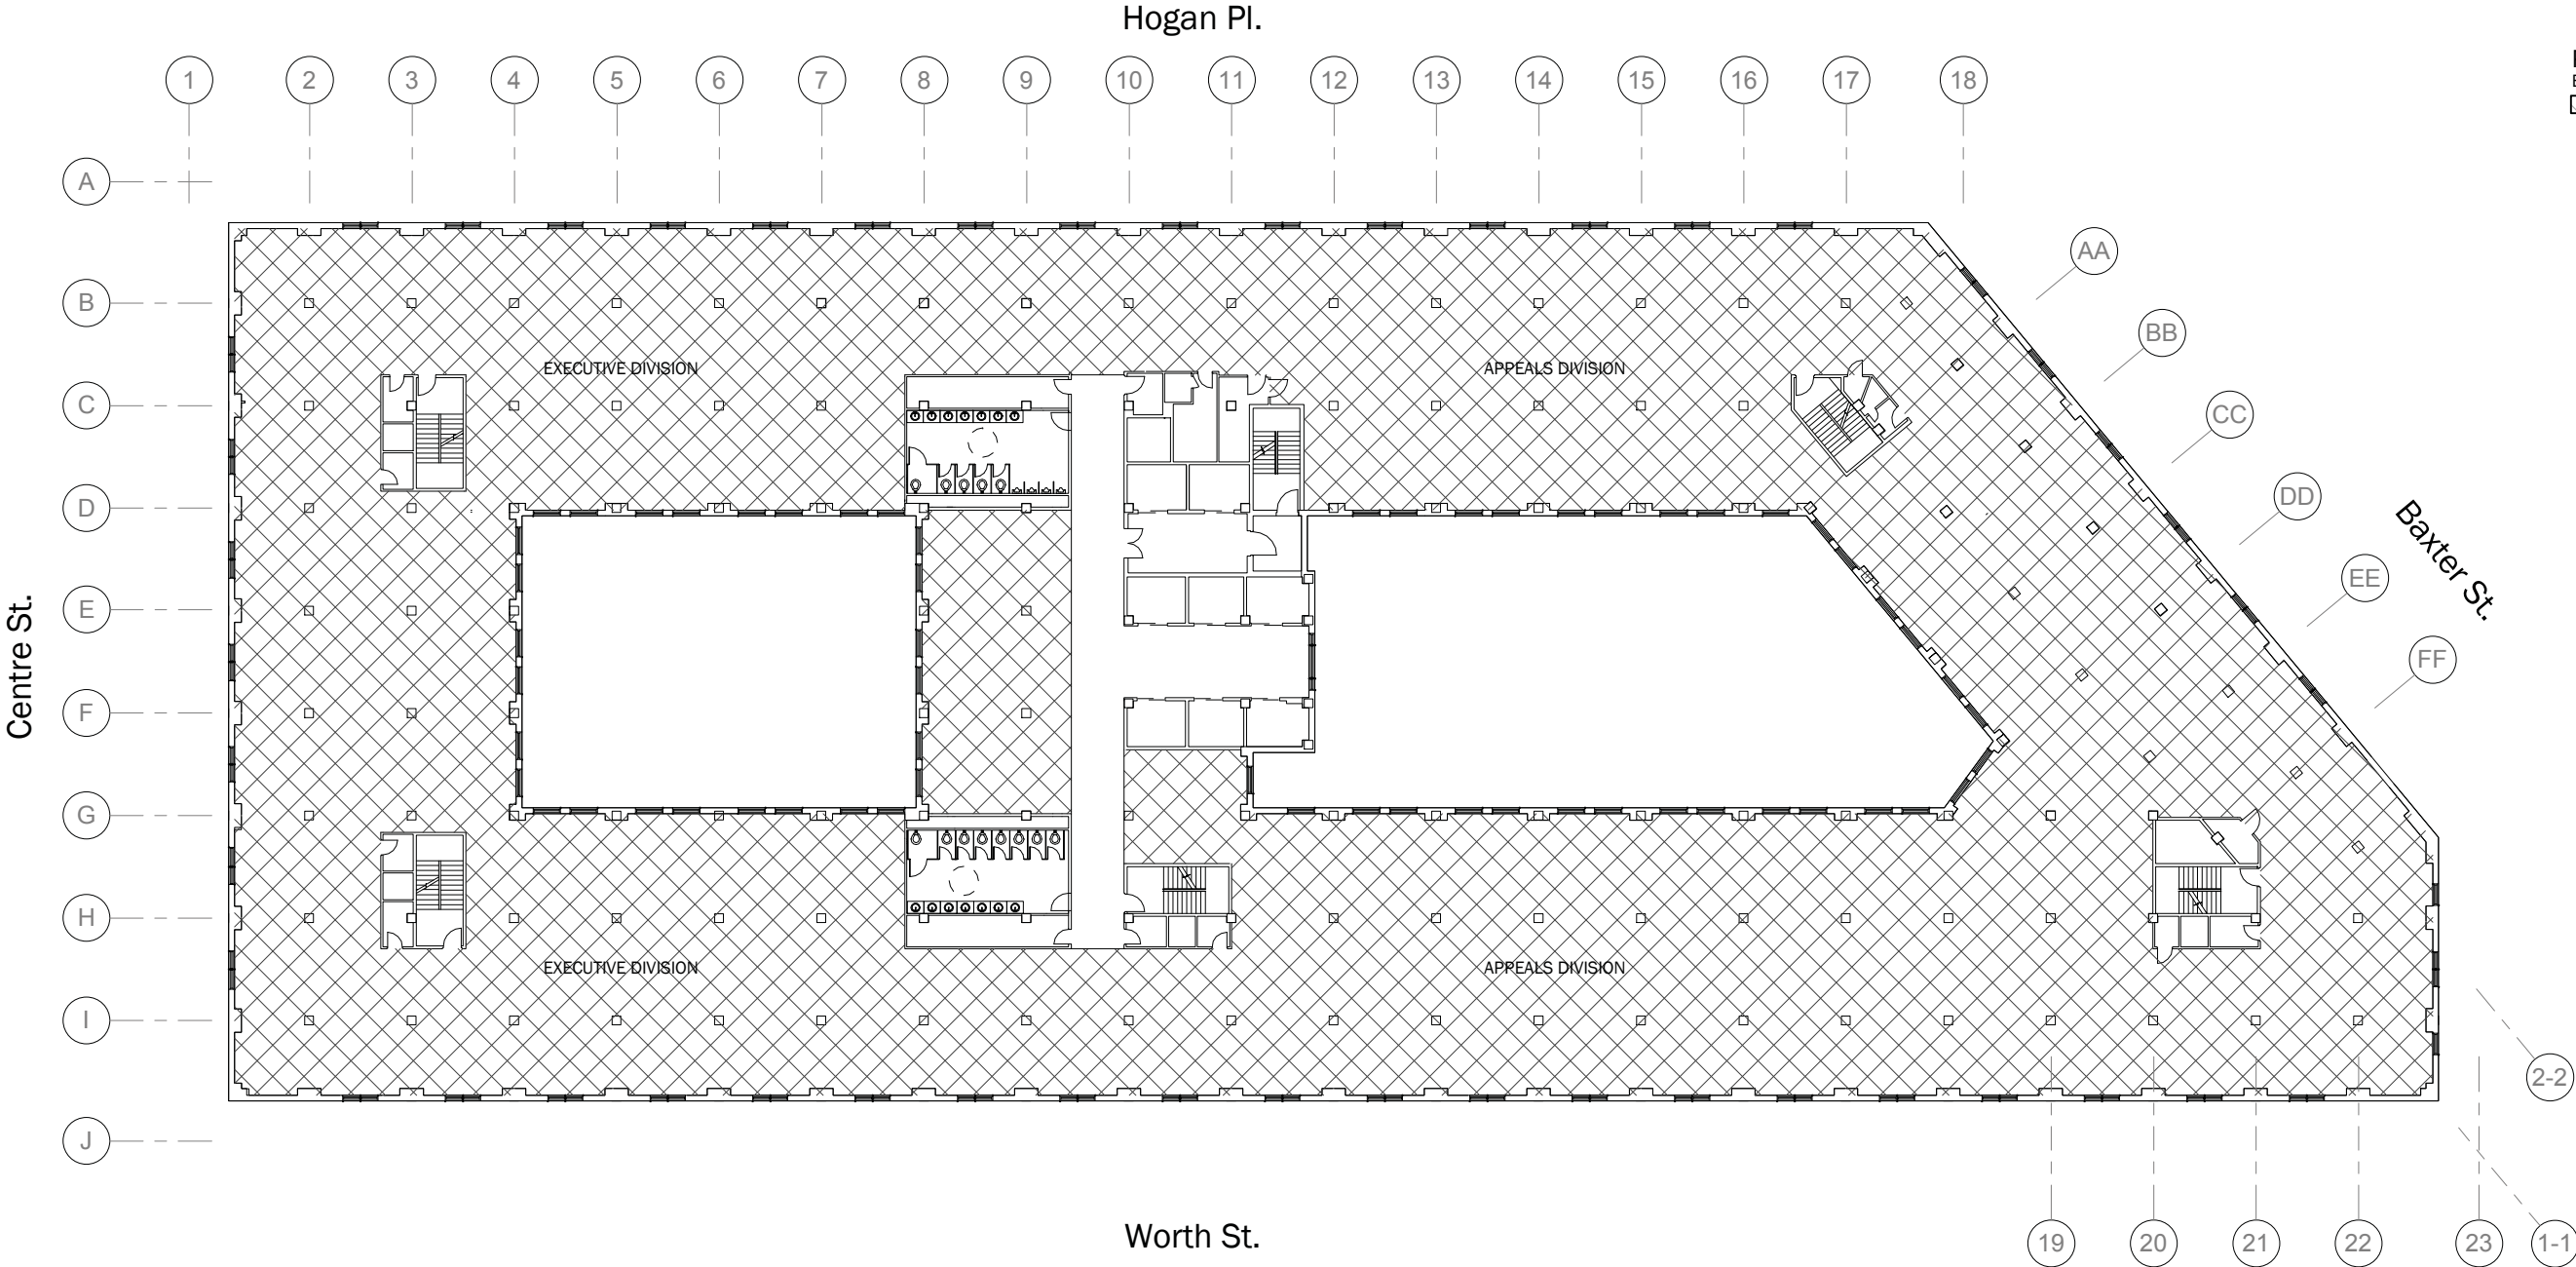 Hogan Pl.
1 2 3 4 5 6 7 8 9 10 11 12 13 14 15 16 17 18
A
AA
B
BB
EXECUTIVE DIVISION APPEALS DIVISION
C
CC
D
DD
Baxter St.
EE
E
Centre St.
FF
F
G
H
EXECUTIVE DIVISION APPEALS DIVISION
I
2-2
J
Worth St.
19 20 21 22 23 1-1